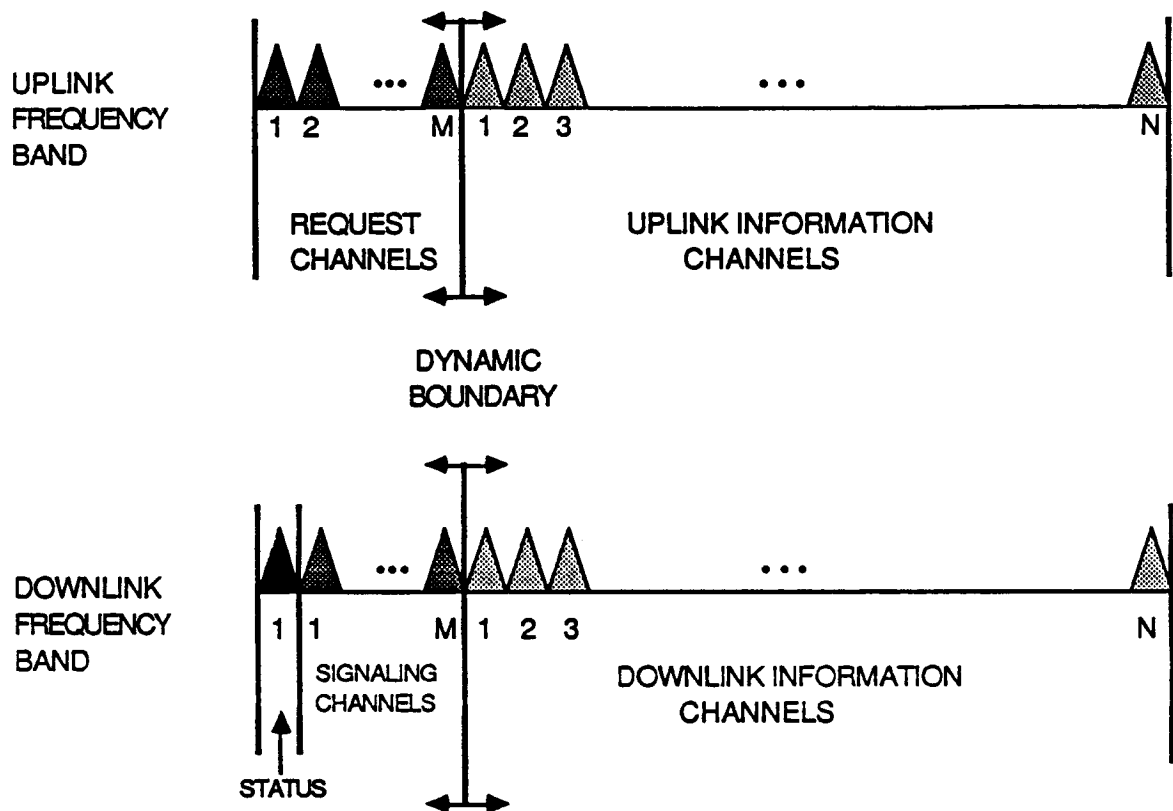 UPLINK
FREQUENCY
BAND
...
...
1 2 M 1 2 3 N
REQUEST
CHANNELS
UPLINK INFORMATION
CHANNELS
DYNAMIC
BOUNDARY
DOWNLINK
FREQUENCY
BAND
...
...
1 1 M 1 2 3 N
SIGNALING
CHANNELS
DOWNLINK INFORMATION
CHANNELS
STATUS